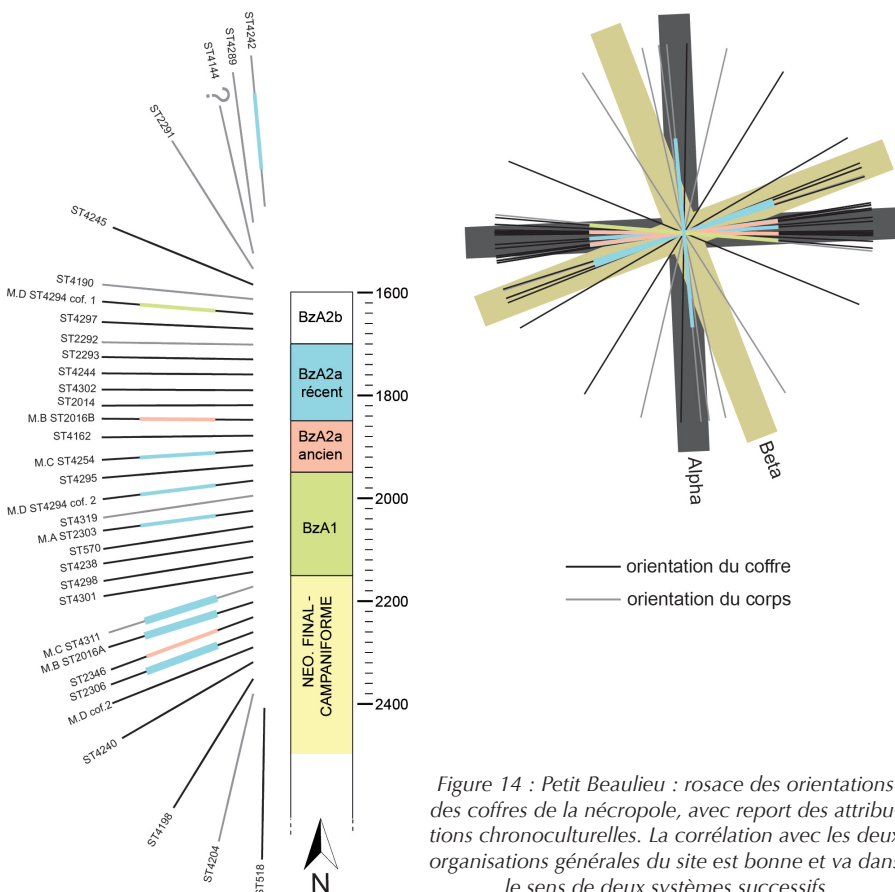 ST4242
ST4289
ST4144
?
ST2291
ST4245
ST4190
M.D ST4294 cof. 1
ST4297
ST2292
ST2293
ST4244
ST4302
ST2014
M.B ST2016B
ST4162
M.C ST4254
ST4295
M.D ST4294 cof. 2
ST4319
M.A ST2303
ST570
ST4238
ST4298
ST4301
M.C ST4311
M.B ST2016A
ST2346
ST2306
M.D cof.2
ST4240
ST4198
ST4204
ST518
BzA2b
BzA2a
récent
BzA2a
ancien
BzA1
NEO. FINAL -
CAMPANIFORME
1600
1800
2000
2200
2400
N
Alpha
Beta
orientation du coffre
orientation du corps
Figure 14 : Petit Beaulieu : rosace des orientations
des coffres de la nécropole, avec report des attribu-
tions chronoculturelles. La corrélation avec les deux
organisations générales du site est bonne et va dans
le sens de deux systèmes successifs